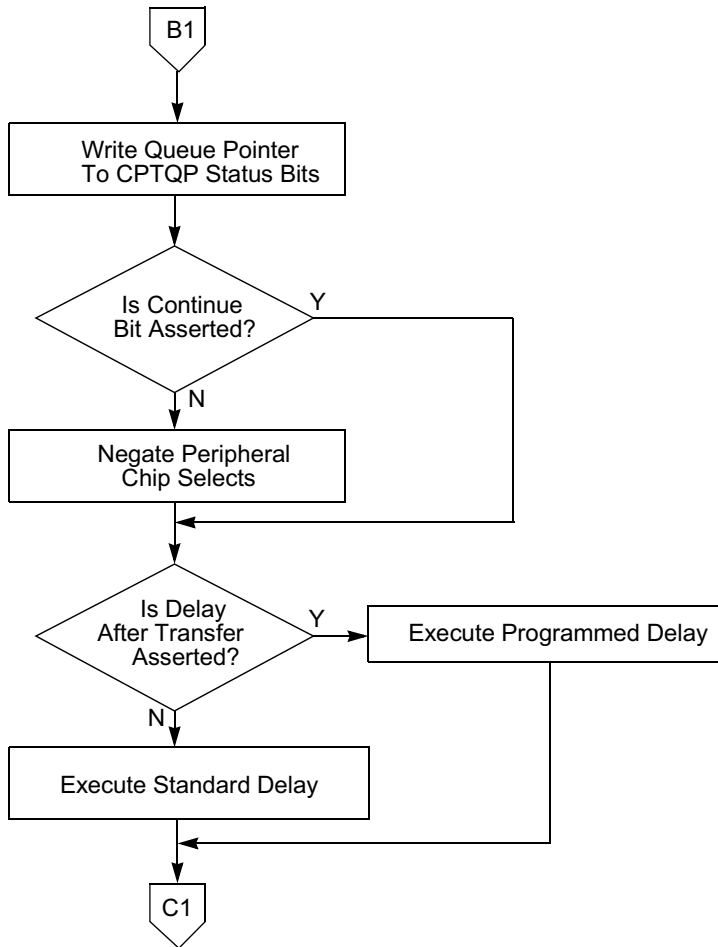 B1
Write Queue Pointer
To CPTQP Status Bits
Is Continue
Bit Asserted?
Y
N
Negate Peripheral
Chip Selects
Is Delay
After Transfer
Asserted?
Y
Execute Programmed Delay
N
Execute Standard Delay
C1